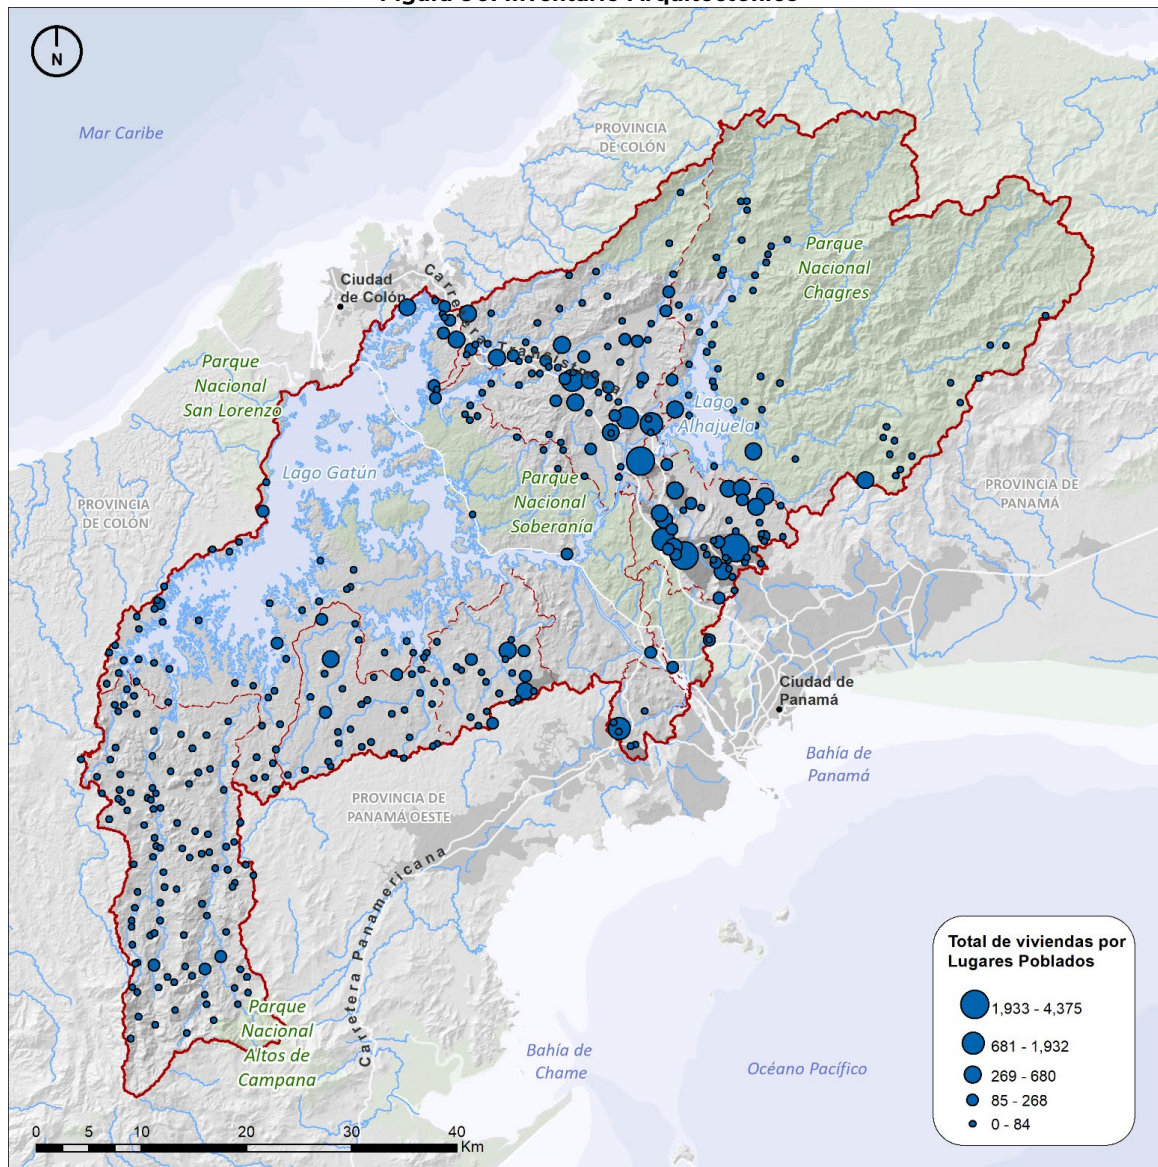 Figura 36. Inventario Arquitectónico
N
Mar Caribe
PROVINCIA
DE COLÓN
Parque
Nacional
Chagres
Ciudad
de Colón
Carretera Transístmica
Parque
Nacional
San Lorenzo
Lago
Alhajuela
Lago Gatún
Parque
Nacional
Soberanía
PROVINCIA
DE COLÓN
PROVINCIA DE
PANAMÁ
Ciudad de
Panamá
Bahía de
Panamá
PROVINCIA DE
PANAMÁ OESTE
Carretera Panamericana
Parque
Nacional
Altos de
Campana
Bahía de
Chame
Océano Pacífico
Total de viviendas por
Lugares Poblados
1,933 - 4,375
681 - 1,932
269 - 680
85 - 268
0 - 84
0 5 10 20 30 40
Km